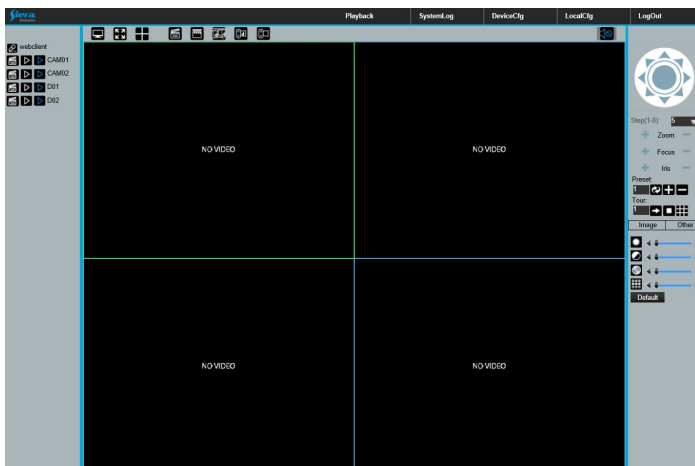 Siera
Playback SystemLog DeviceCfg LocalCfg LogOut
webclient
CAM01
CAM02
D01
D02
NO VIDEO
NO VIDEO
NO VIDEO
NO VIDEO
Step(1-8): 5
Zoom
Focus
Iris
Preset:
1
Tour:
1
Image Other
Default